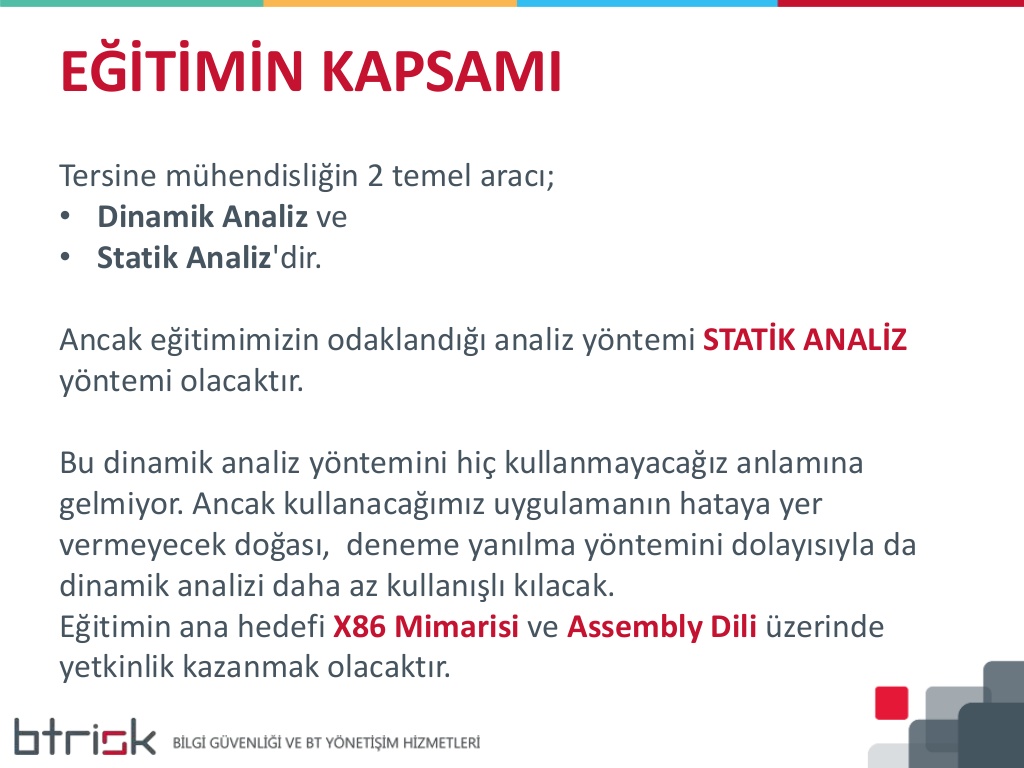 EĞİTİMİN KAPSAMI
Tersine mühendisliğin 2 temel aracı;
• Dinamik Analiz ve
• Statik Analiz'dir.
Ancak eğitimimizin odaklandığı analiz yöntemi STATİK ANALİZ
yöntemi olacaktır.
Bu dinamik analiz yöntemini hiç kullanmayacağız anlamına
gelmiyor. Ancak kullanacağımız uygulamanın hataya yer
vermeyecek doğası,  deneme yanılma yöntemini dolayısıyla da
dinamik analizi daha az kullanışlı kılacak.
Eğitimin ana hedefi X86 Mimarisi ve Assembly Dili üzerinde
yetkinlik kazanmak olacaktır.
btrisk BİLGİ GÜVENLİĞİ VE BT YÖNETİŞİM HİZMETLERİ